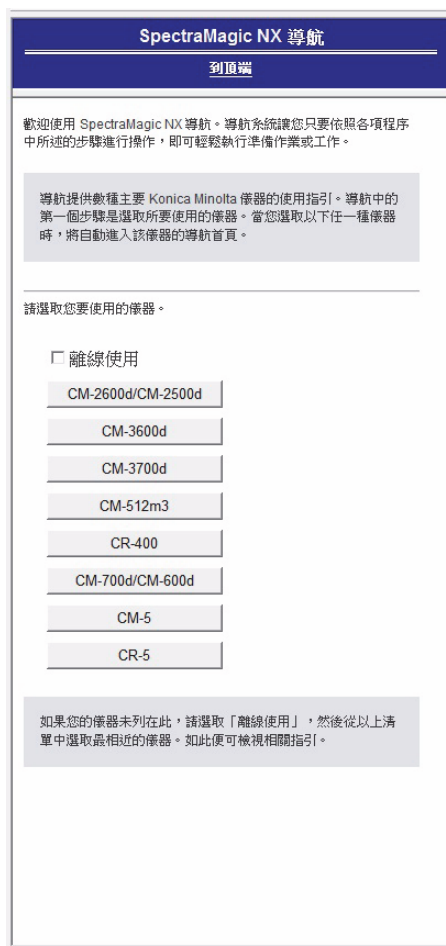 SpectraMagic NX 導航
到頂端
歡迎使用 SpectraMagic NX 導航。導航系統讓您只要依照各項程序
中所述的步驟進行操作，即可輕鬆執行準備作業或工作。
導航提供數種主要 Konica Minolta 儀器的使用指引。導航中的
第一個步驟是選取所要使用的儀器。當您選取以下任一種儀器
時，將自動進入該儀器的導航首頁。
請選取您要使用的儀器。
離線使用
CM-2600d/CM-2500d
CM-3600d
CM-3700d
CM-512m3
CR-400
CM-700d/CM-600d
CM-5
CR-5
如果您的儀器未列在此，請選取「離線使用」，然後從以上清
單中選取最相近的儀器。如此便可檢視相關指引。